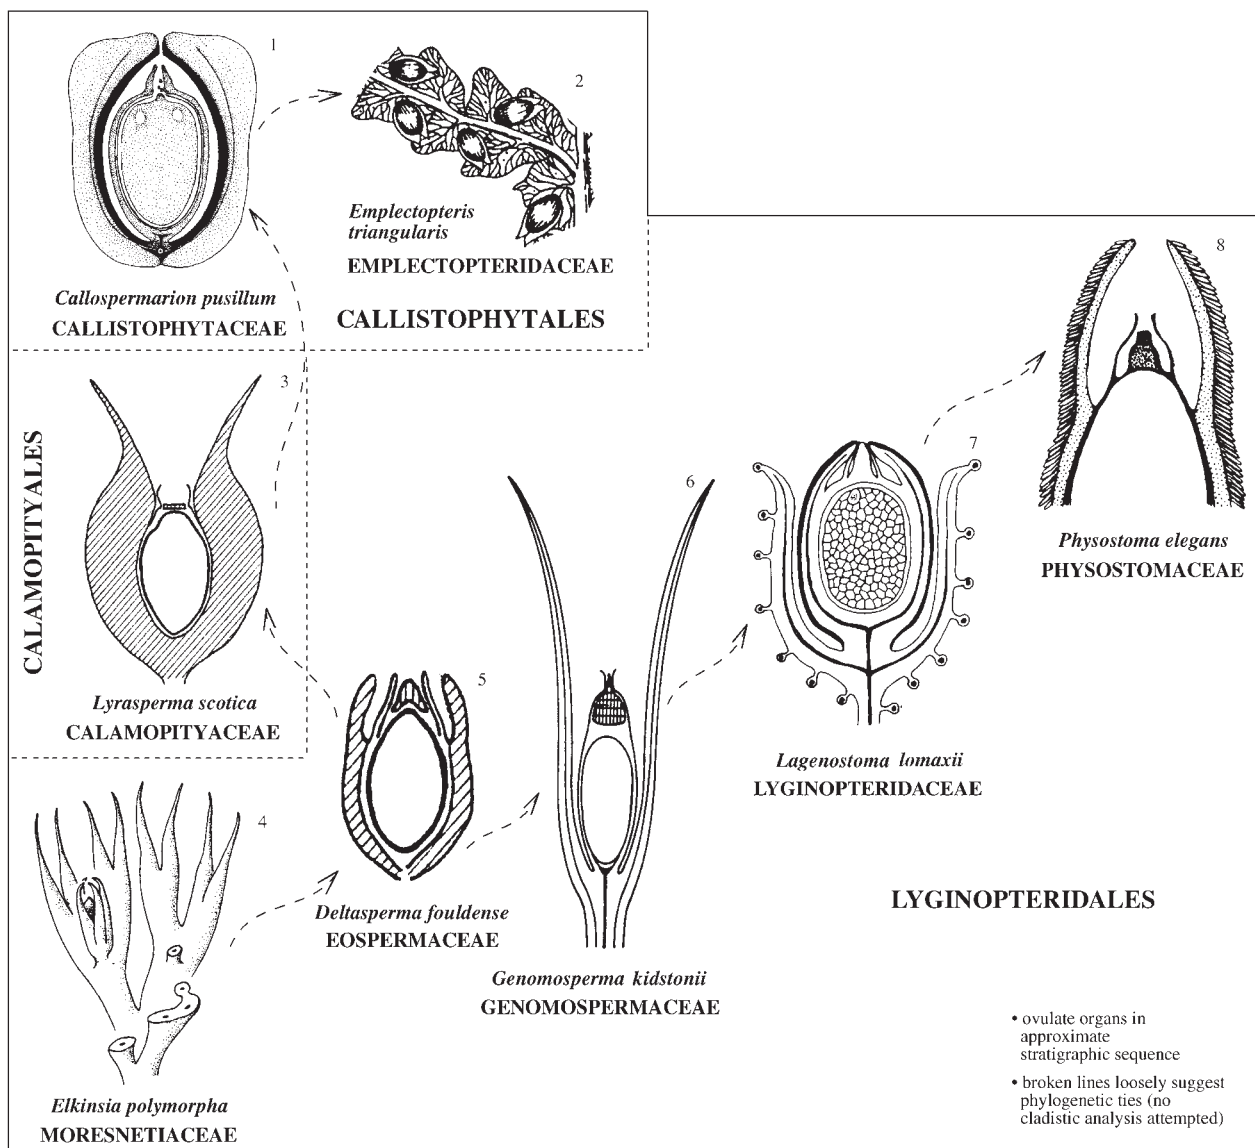 1
Callospermarion pusillum
CALLISTOPHYTACEAE
2
Emplectopteris
triangularis
EMPLECTOPTERIDACEAE
CALLISTOPHYTALES
CALAMOPITYALES
3
Lyrasperma scotica
CALAMOPITYACEAE
4
Elkinsia polymorpha
MORESNETIACEAE
5
Deltasperma fouldense
EOSPERMACEAE
6
Genomosperma kidstonii
GENOMOSPERMACEAE
7
Lagenostoma lomaxii
LYGINOPTERIDACEAE
8
Physostoma elegans
PHYSOSTOMACEAE
LYGINOPTERIDALES
• ovulate organs in
approximate
stratigraphic sequence
• broken lines loosely suggest
phylogenetic ties (no
cladistic analysis attempted)